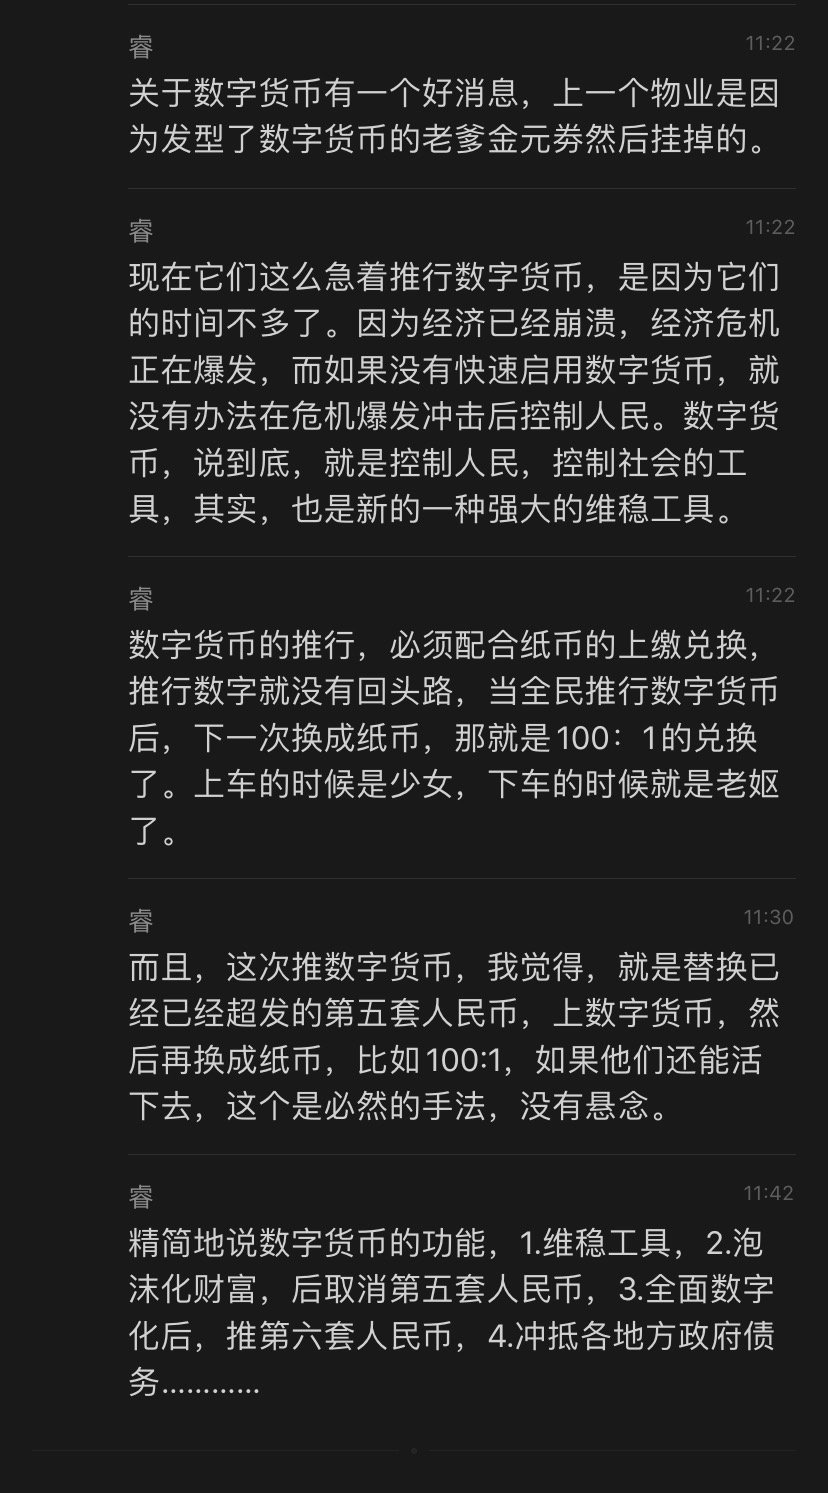 睿 11:22
关于数字货币有一个好消息，上一个物业是因
为发型了数字货币的老爹金元券然后挂掉的。
睿 11:22
现在它们这么急着推行数字货币，是因为它们
的时间不多了。因为经济已经崩溃，经济危机
正在爆发，而如果没有快速启用数字货币，就
没有办法在危机爆发冲击后控制人民。数字货
币，说到底，就是控制人民，控制社会的工
具，其实，也是新的一种强大的维稳工具。
睿 11:22
数字货币的推行，必须配合纸币的上缴兑换，
推行数字就没有回头路，当全民推行数字货币
后，下一次换成纸币，那就是100：1的兑换
了。上车的时候是少女，下车的时候就是老妪
了。
睿 11:30
而且，这次推数字货币，我觉得，就是替换已
经已经超发的第五套人民币，上数字货币，然
后再换成纸币，比如100:1，如果他们还能活
下去，这个是必然的手法，没有悬念。
睿 11:42
精简地说数字货币的功能，1.维稳工具，2.泡
沫化财富，后取消第五套人民币，3.全面数字
化后，推第六套人民币，4.冲抵各地方政府债
务…………